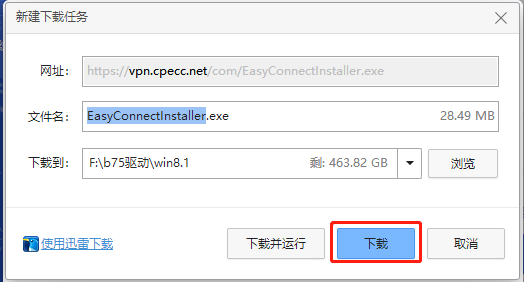 新建下载任务
网址: https://vpn.cpecc.net/com/EasyConnectInstaller.exe
文件名: EasyConnectInstaller.exe 28.49 MB
下载到: F:\b75驱动\win8.1 剩: 463.82 GB 浏览
使用迅雷下载 下载并运行 下载 取消